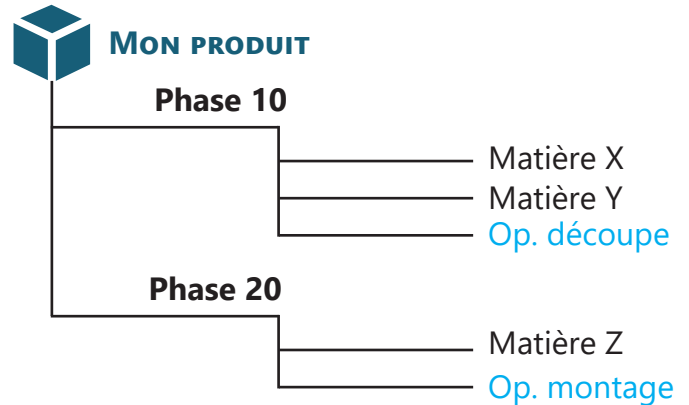 Mon produit
Phase 10
Matière X
Matière Y
Op. découpe
Phase 20
Matière Z
Op. montage